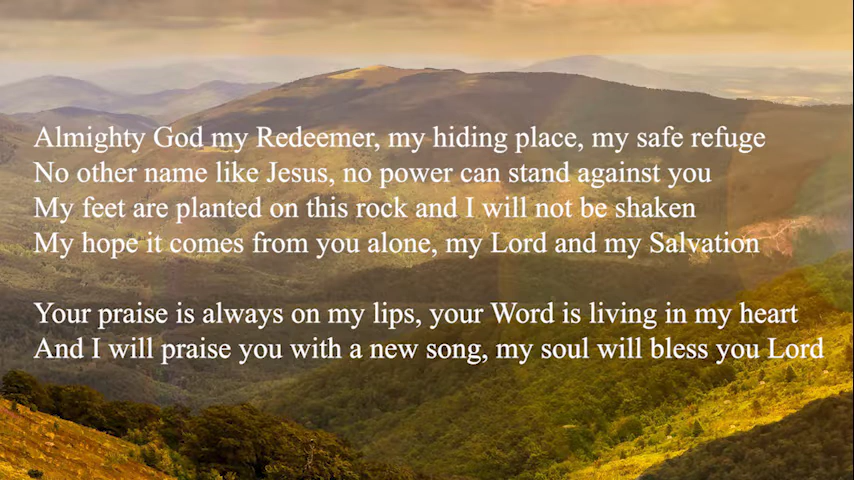 Almighty God my Redeemer, my hiding place, my safe refuge
No other name like Jesus, no power can stand against you
My feet are planted on this rock and I will not be shaken
My hope it comes from you alone, my Lord and my Salvation
Your praise is always on my lips, your Word is living in my heart
And I will praise you with a new song, my soul will bless you Lord